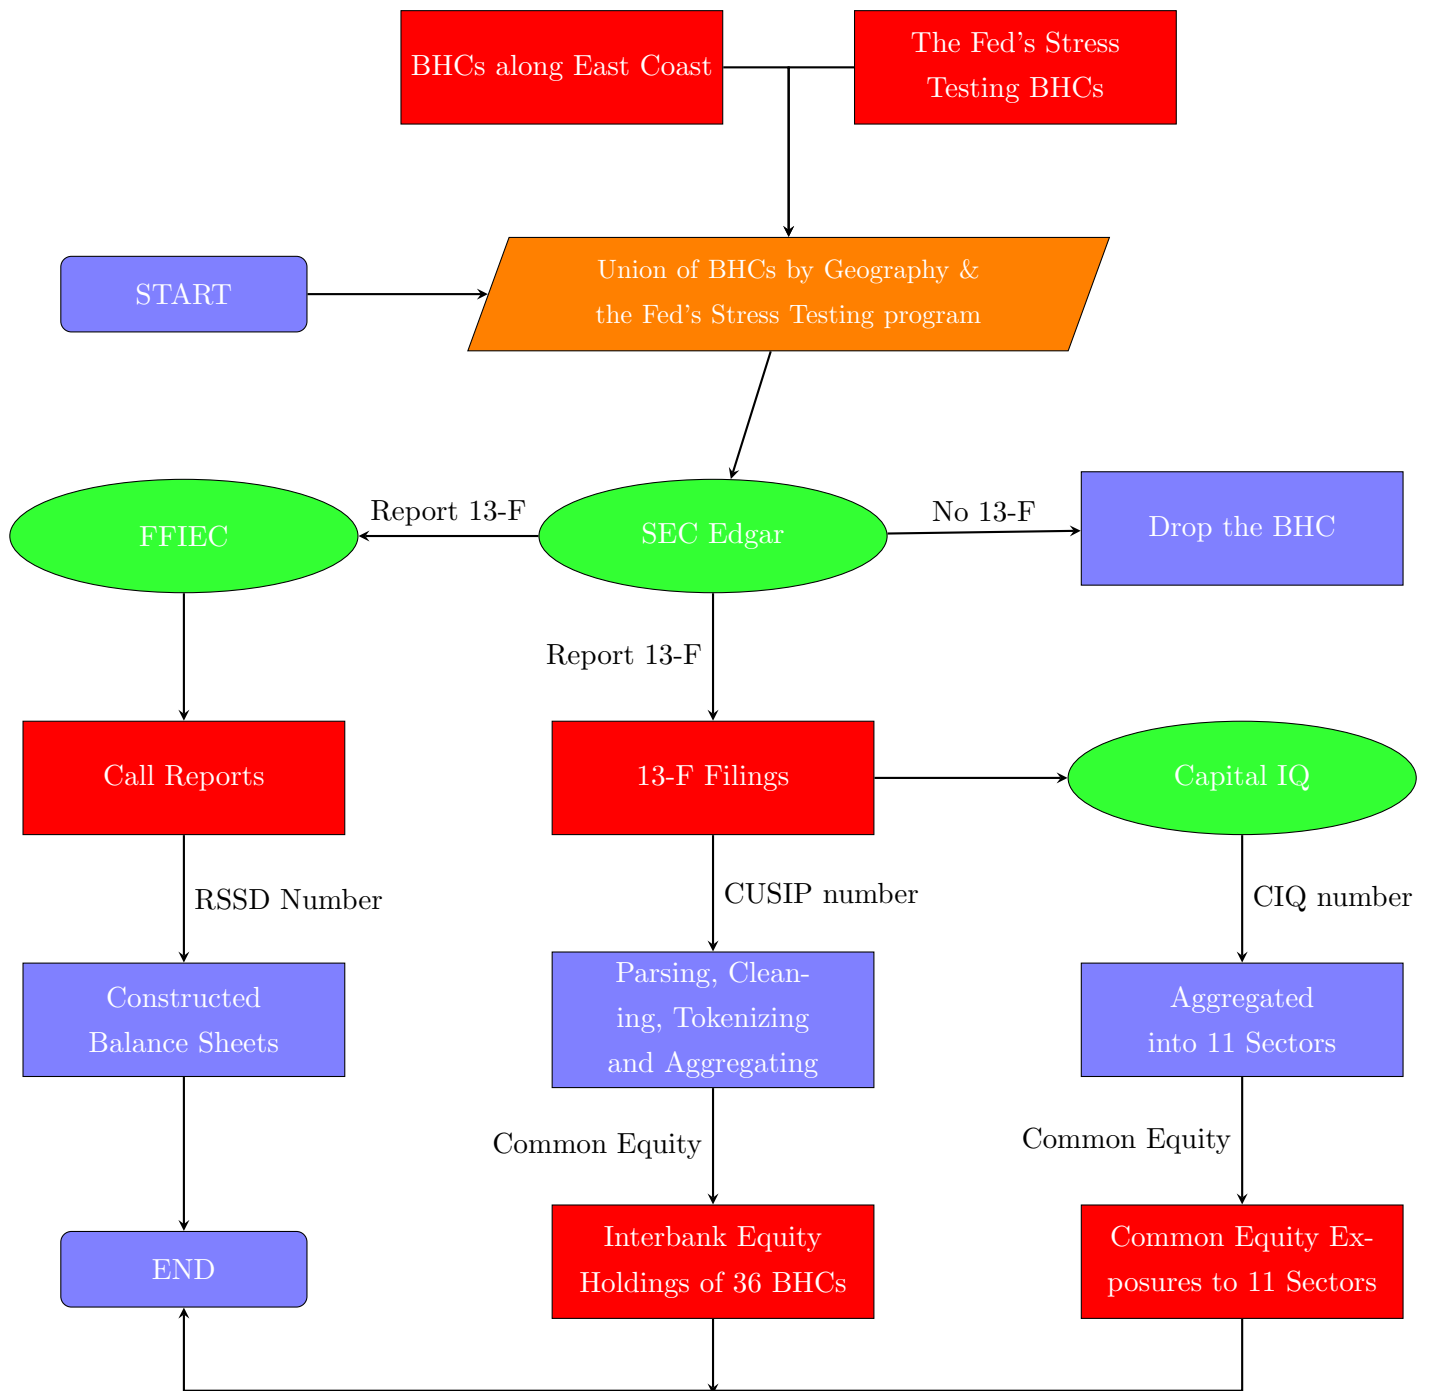 BHCs along East Coast
The Fed's Stress
Testing BHCs
START
Union of BHCs by Geography &
the Fed's Stress Testing program
FFIEC
Report 13-F
SEC Edgar
No 13-F
Drop the BHC
Report 13-F
Call Reports
13-F Filings
Capital IQ
RSSD Number
CUSIP number
CIQ number
Constructed
Balance Sheets
Parsing, Clean-
ing, Tokenizing
and Aggregating
Aggregated
into 11 Sectors
Common Equity
Common Equity
END
Interbank Equity
Holdings of 36 BHCs
Common Equity Ex-
posures to 11 Sectors